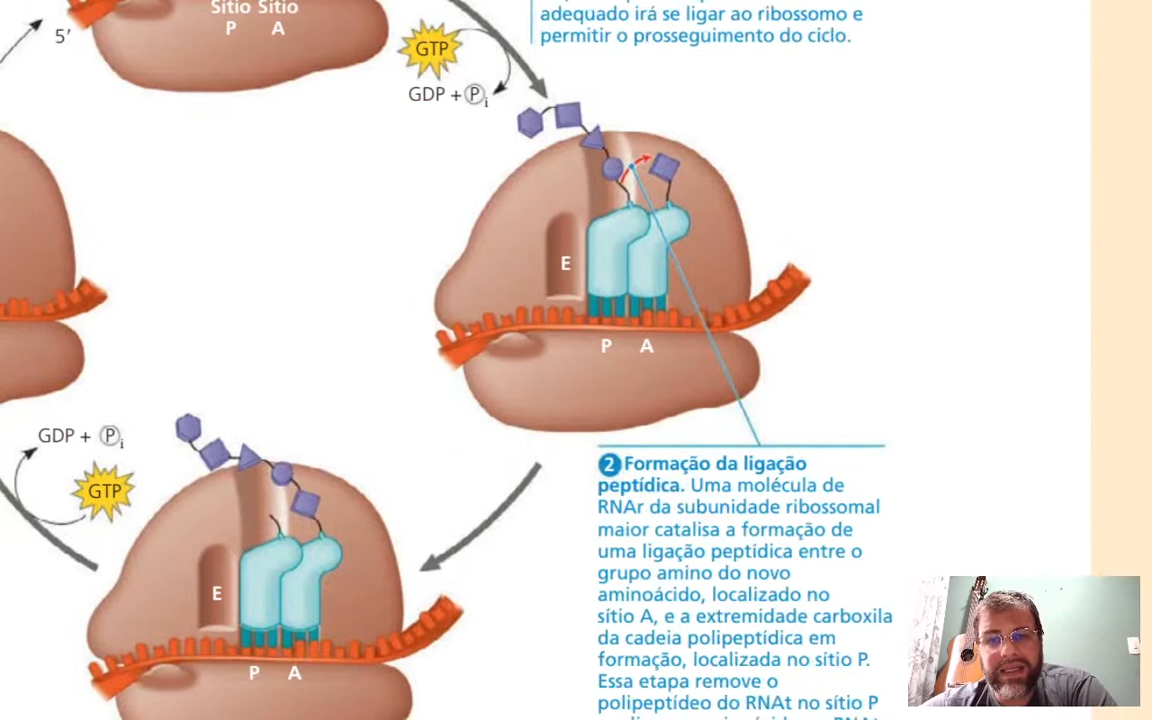 Sítio Sítio
P A
5'
GTP
GDP + Pi
adequado irá se ligar ao ribossomo e
permitir o prosseguimento do ciclo.
E
P A
GDP + Pi
GTP
E
P A
2 Formação da ligação
peptídica. Uma molécula de
RNAr da subunidade ribossomal
maior catalisa a formação de
uma ligação peptídica entre o
grupo amino do novo
aminoácido, localizado no
sítio A, e a extremidade carboxila
da cadeia polipeptídica em
formação, localizada no sítio P.
Essa etapa remove o
polipeptídeo do RNAt no sítio P